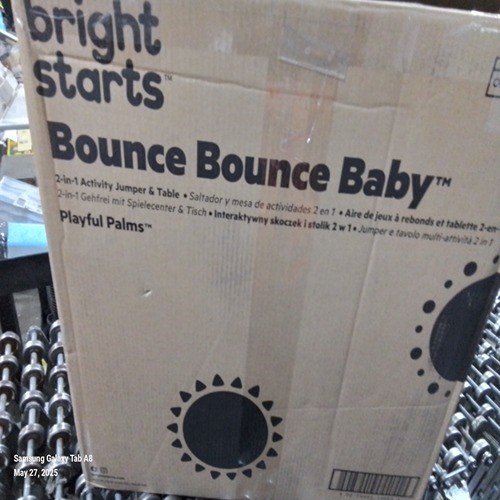 bright
starts™
Bounce Bounce Baby™
2-in-1 Activity Jumper & Table • Saltador y mesa de actividades 2 en 1 • Aire de jeux à rebonds et tablette 2-en-
2-in-1 Gehfrei mit Spielecenter & Tisch • Interaktywny skoczek i stolik 2 w 1 • Jumper e tavolo multi-attività 2 in 1
Playful Palms™
Samsung Galaxy Tab A8
May 27, 2025